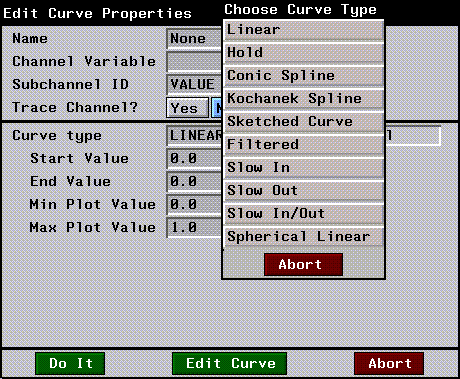 Edit Curve Properties
Name None
Channel Variable
Subchannel ID VALUE
Trace Channel? Yes
Curve type LINEAR
Start Value 0.0
End Value 0.0
Min Plot Value 0.0
Max Plot Value 1.0
Choose Curve Type
Linear
Hold
Conic Spline
Kochanek Spline
Sketched Curve
Filtered
Slow In
Slow Out
Slow In/Out
Spherical Linear
Abort
Do It Edit Curve Abort